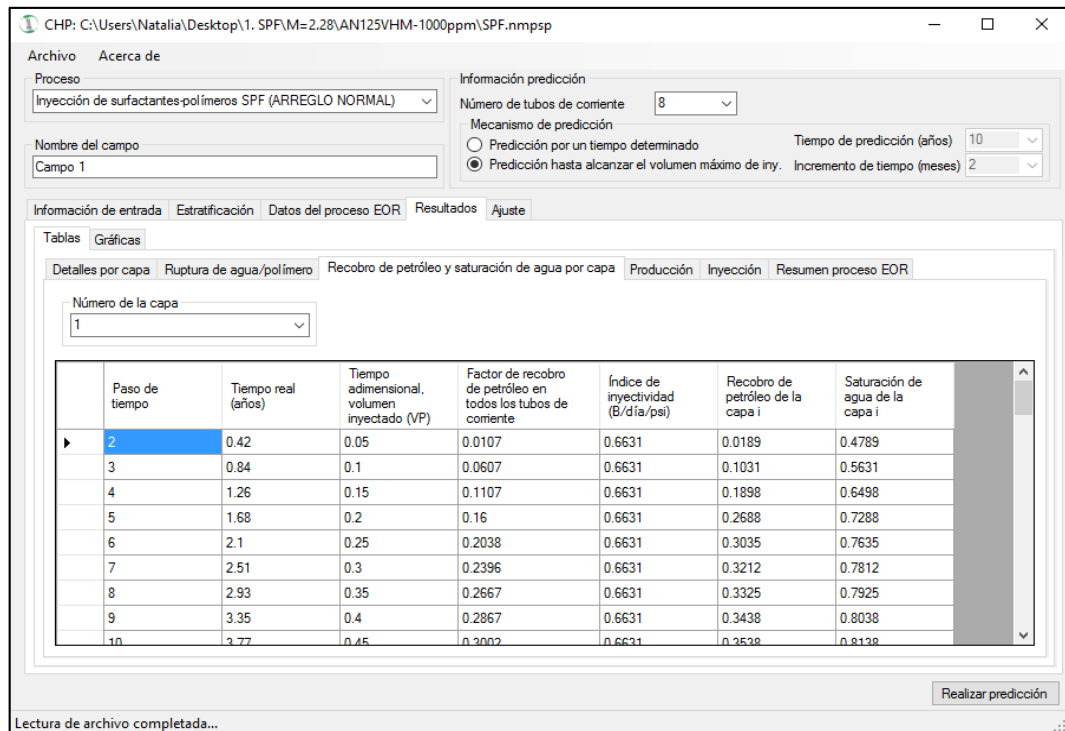 CHP: C:\Users\Natalia\Desktop\1. SPF\M=2.28\AN125VHM-1000ppm\SPF.nmpsp
Archivo Acerca de
Proceso
Inyección de surfactantes-polímeros SPF (ARREGLO NORMAL)
Nombre del campo
Campo 1
Información predicción
Número de tubos de corriente 8
Mecanismo de predicción
Predicción por un tiempo determinado
Predicción hasta alcanzar el volumen máximo de iny.
Tiempo de predicción (años) 10
Incremento de tiempo (meses) 2
Información de entrada Estratificación Datos del proceso EOR Resultados Ajuste
Tablas Gráficas
Detalles por capa Ruptura de agua/polímero Recobro de petróleo y saturación de agua por capa Producción Inyección Resumen proceso EOR
Número de la capa
1
Paso de
tiempo
Tiempo real
(años)
Tiempo
adimensional,
volumen
inyectado (VP)
Factor de recobro
de petróleo en
todos los tubos de
corriente
Índice de
inyectividad
(B/día/psi)
Recobro de
petróleo de la
capa i
Saturación de
agua de la
capa i
2 0.42 0.05 0.0107 0.6631 0.0189 0.4789
3 0.84 0.1 0.0607 0.6631 0.1031 0.5631
4 1.26 0.15 0.1107 0.6631 0.1898 0.6498
5 1.68 0.2 0.16 0.6631 0.2688 0.7288
6 2.1 0.25 0.2038 0.6631 0.3035 0.7635
7 2.51 0.3 0.2396 0.6631 0.3212 0.7812
8 2.93 0.35 0.2667 0.6631 0.3325 0.7925
9 3.35 0.4 0.2867 0.6631 0.3438 0.8038
10 3.77 0.45 0.3002 0.6631 0.3538 0.8138
Realizar predicción
Lectura de archivo completada...